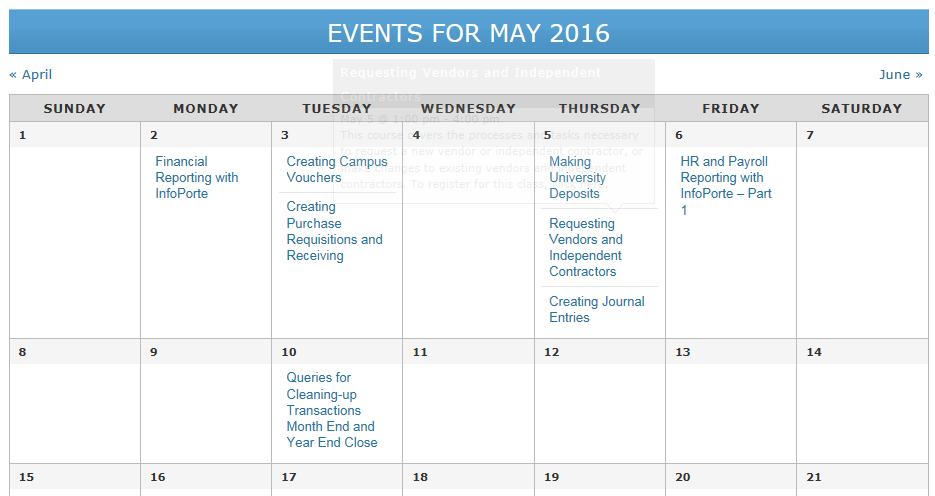 EVENTS FOR MAY 2016
« April
June »
Requesting Vendors and Independent
Contractors
May 5 @ 1:00 pm - 4:00 pm
This course covers the processes and tasks necessary
to request a new vendor or independent contractor, or
make changes to existing vendors and independent
contractors. To register for this class,
SUNDAY MONDAY TUESDAY WEDNESDAY THURSDAY FRIDAY SATURDAY
1 2 3 4 5 6 7
Financial
Reporting with
InfoPorte
Creating Campus
Vouchers
Creating
Purchase
Requisitions and
Receiving
Making
University
Deposits
Requesting
Vendors and
Independent
Contractors
Creating Journal
Entries
HR and Payroll
Reporting with
InfoPorte – Part
1
8 9 10 11 12 13 14
Queries for
Cleaning-up
Transactions
Month End and
Year End Close
15 16 17 18 19 20 21